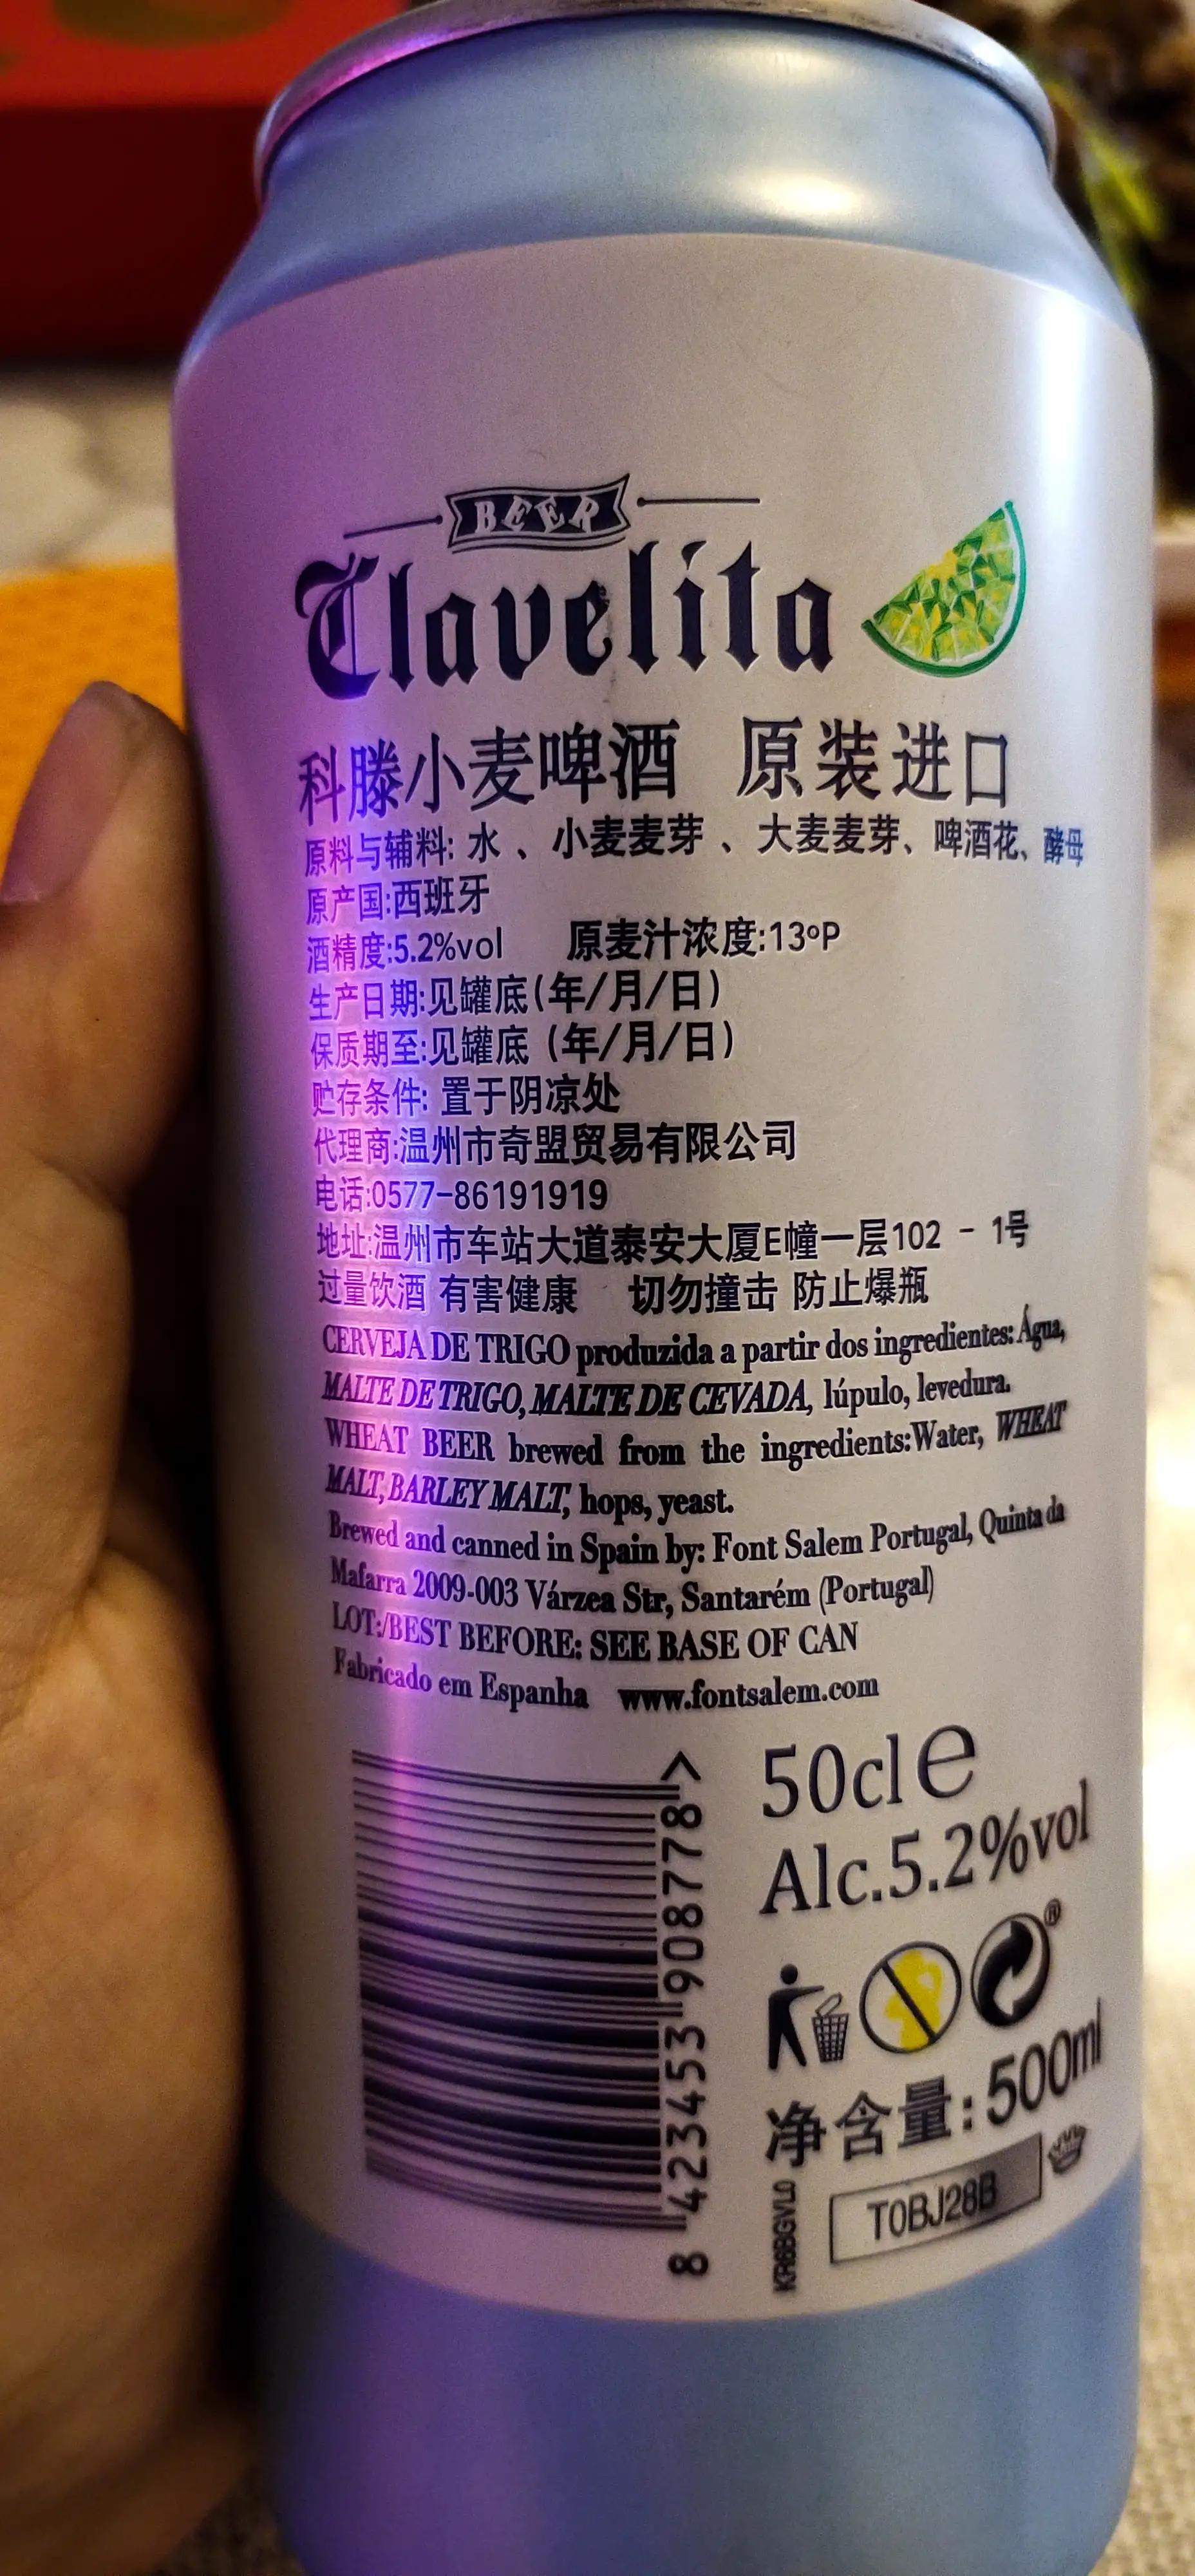 BEER
Clavelita
科滕小麦啤酒 原装进口
原料与辅料: 水 、小麦麦芽 、大麦麦芽、啤酒花、酵母
原产国:西班牙
酒精度:5.2%vol 原麦汁浓度:13ºP
生产日期:见罐底(年/月/日)
保质期至:见罐底 (年/月/日)
贮存条件: 置于阴凉处
代理商:温州市奇盟贸易有限公司
电话:0577-86191919
地址:温州市车站大道泰安大厦E幢一层102 - 1号
过量饮酒 有害健康 切勿撞击 防止爆瓶
CERVEJA DE TRIGO produzida a partir dos ingredientes: Água,
MALTE DE TRIGO, MALTE DE CEVADA, lúpulo, levedura.
WHEAT BEER brewed from the ingredients:Water, WHEAT
MALT, BARLEY MALT, hops, yeast.
Brewed and canned in Spain by: Font Salem Portugal, Quinta da
Mafarra 2009-003 Várzea Str, Santarém (Portugal)
LOT:/BEST BEFORE: SEE BASE OF CAN
Fabricado em Espanha www.fontsalem.com
50cl e
Alc.5.2%vol
®
净含量:500ml
T0BJ28B
KR6BGVL0
8 423453 908778 >